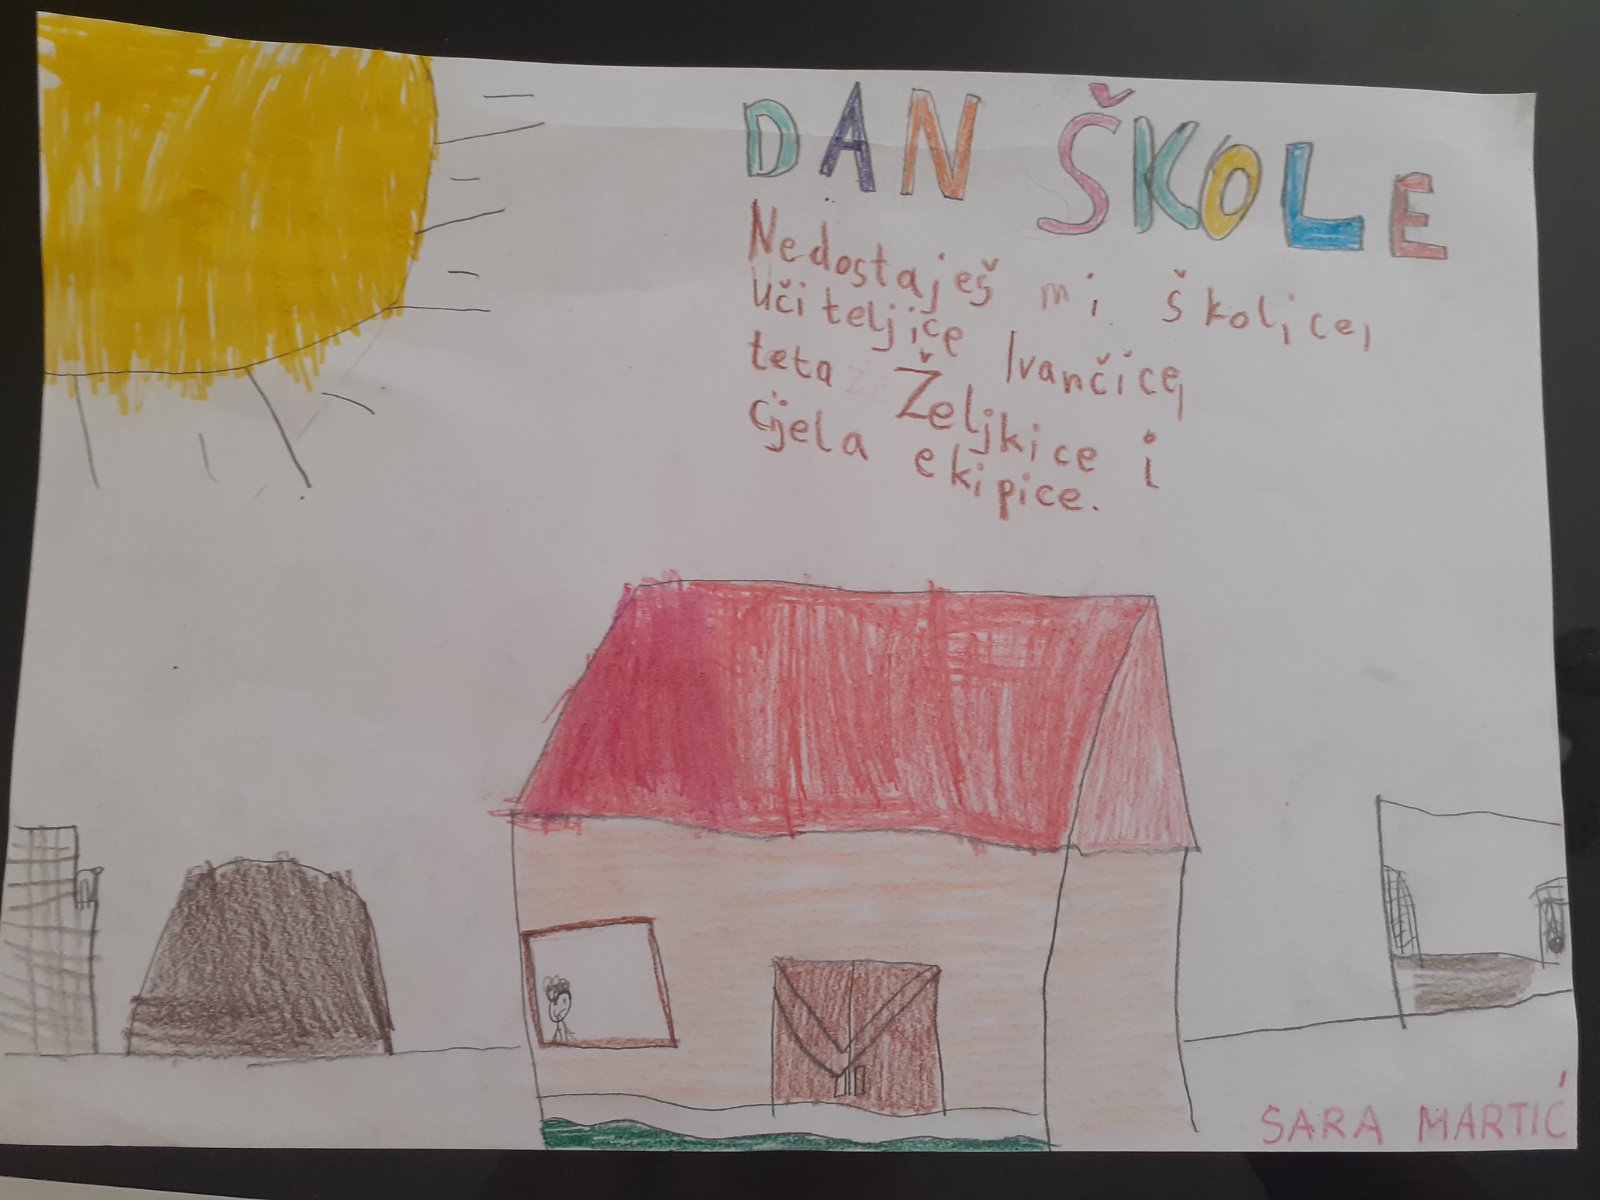 DAN ŠKOLE
Nedostaješ mi školice,
Učiteljice Ivančice,
teta Željkice i
cijela ekipice.
SARA MARTIĆ